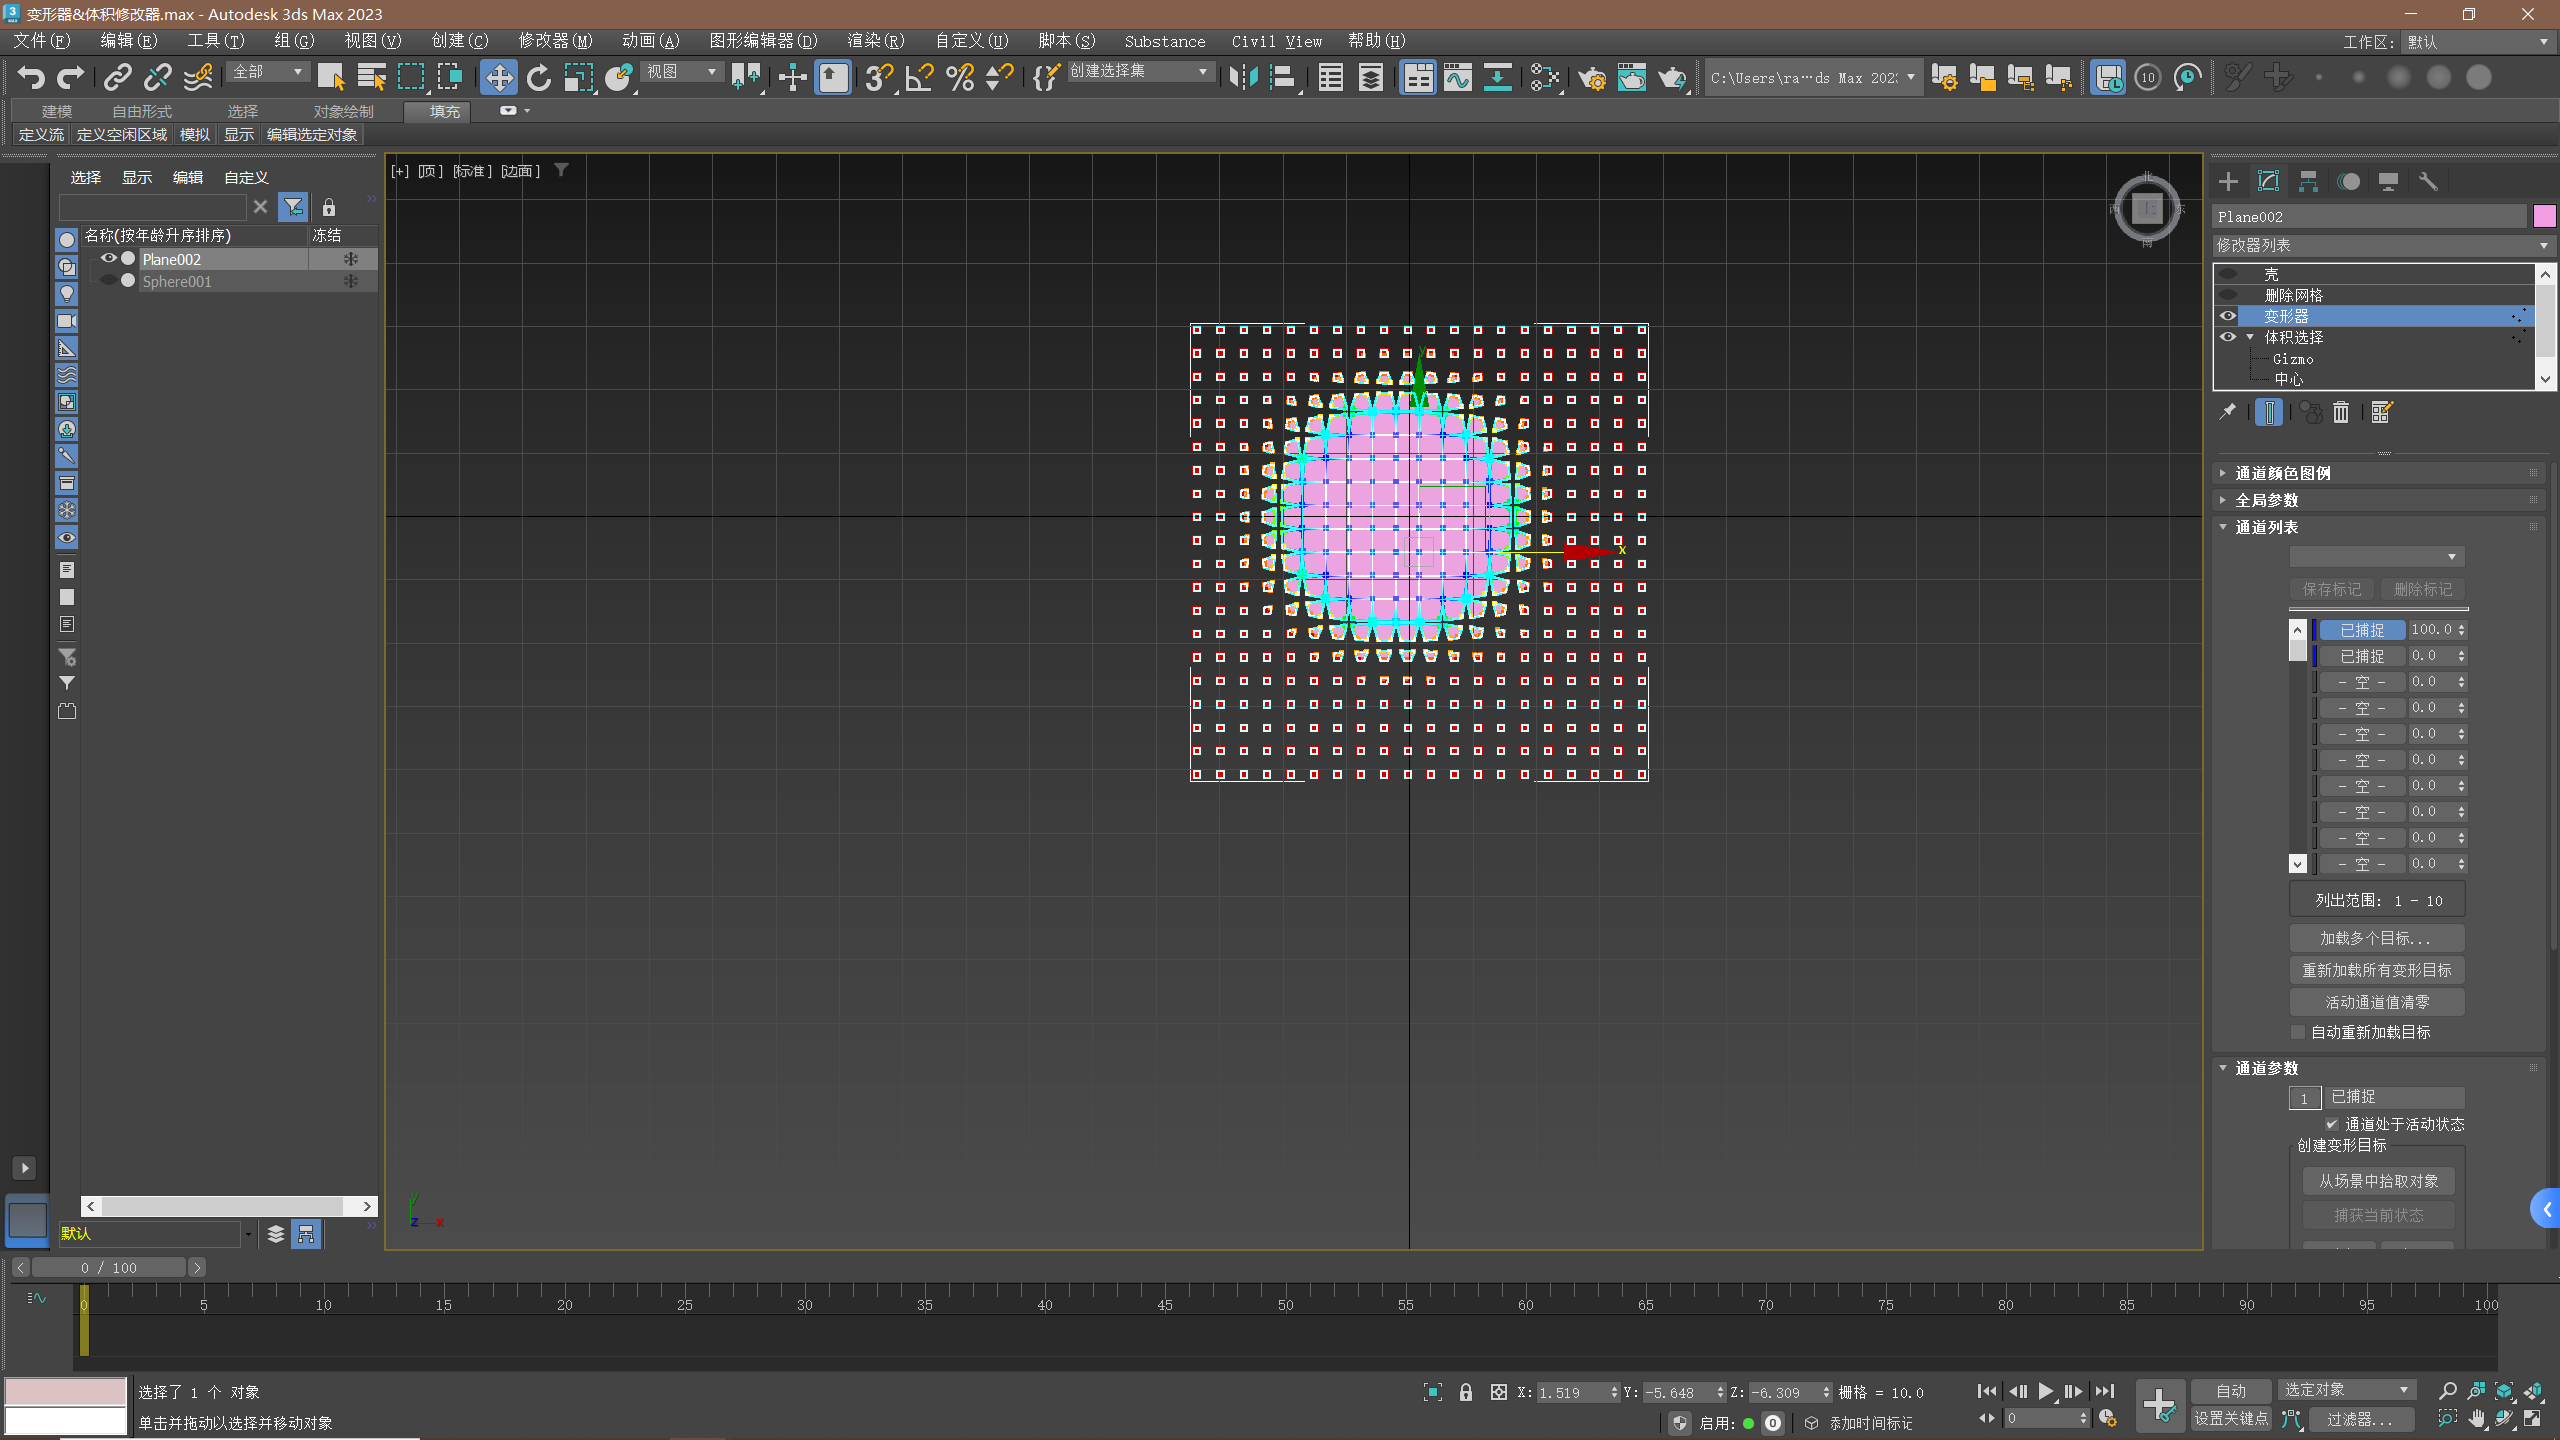 变形器&体积修改器.max - Autodesk 3ds Max 2023
文件(F) 编辑(E) 工具(T) 组(G) 视图(V) 创建(C) 修改器(M) 动画(A) 图形编辑器(D) 渲染(R) 自定义(U) 脚本(S) Substance Civil View 帮助(H) 工作区: 默认
全部 视图 创建选择集 C:\Users\ra…ds Max 202 10
建模 自由形式 选择 对象绘制 填充
定义流 定义空闲区域 模拟 显示 编辑选定对象
选择 显示 编辑 自定义
名称(按年龄升序排序) 冻结
Plane002
Sphere001
默认
[+] [顶] [标准] [边面]
北
西 上 东
南
y
x
y
z x
Plane002
修改器列表
壳
删除网格
变形器
体积选择
Gizmo
中心
通道颜色图例
全局参数
通道列表
保存标记 删除标记
已捕捉 100.0
已捕捉 0.0
- 空 - 0.0
- 空 - 0.0
- 空 - 0.0
- 空 - 0.0
- 空 - 0.0
- 空 - 0.0
- 空 - 0.0
- 空 - 0.0
列出范围: 1 - 10
加载多个目标...
重新加载所有变形目标
活动通道值清零
自动重新加载目标
通道参数
1 已捕捉
通道处于活动状态
创建变形目标
从场景中拾取对象
捕获当前状态
0 / 100
0 5 10 15 20 25 30 35 40 45 50 55 60 65 70 75 80 85 90 95 100
选择了 1 个 对象 X: 1.519 Y: -5.648 Z: -6.309 栅格 = 10.0 自动 选定对象
单击并拖动以选择并移动对象 启用: 0 添加时间标记 0 设置关键点 过滤器...